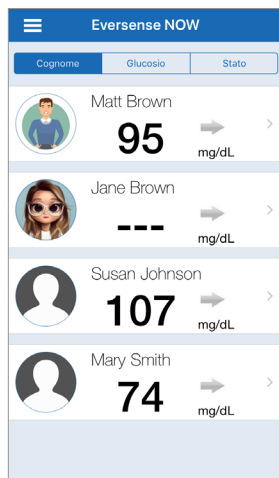 Eversense NOW
Cognome Glucosio Stato
Matt Brown
95
mg/dL
Jane Brown
---
mg/dL
Susan Johnson
107
mg/dL
Mary Smith
74
mg/dL